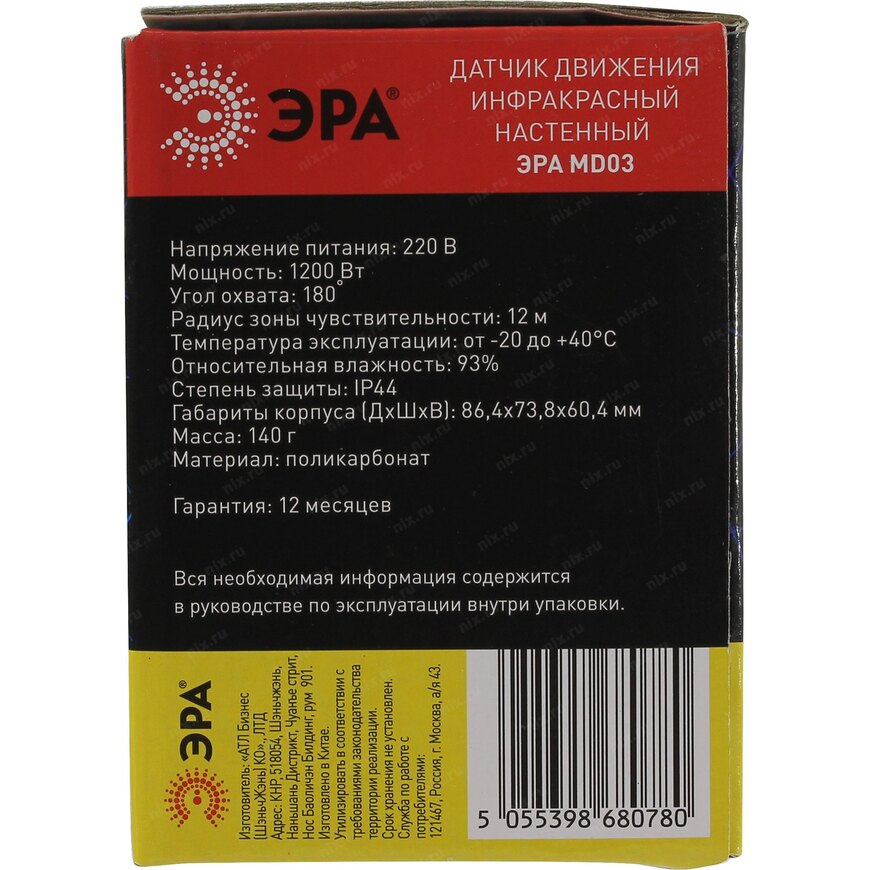 ЭРА®
ДАТЧИК ДВИЖЕНИЯ
ИНФРАКРАСНЫЙ
НАСТЕННЫЙ
ЭРА MD03
Напряжение питания: 220 В
Мощность: 1200 Вт
Угол охвата: 180°
Радиус зоны чувствительности: 12 м
Температура эксплуатации: от -20 до +40°C
Относительная влажность: 93%
Степень защиты: IP44
Габариты корпуса (ДхШхВ): 86,4х73,8х60,4 мм
Масса: 140 г
Материал: поликарбонат
Гарантия: 12 месяцев
Вся необходимая информация содержится
в руководстве по эксплуатации внутри упаковки.
ЭРА®
Изготовитель: «АТЛ Бизнес
(ШэньчЖэнь) КО»., ЛТД
Адрес: КНР, 518054, Шэньчжэнь,
Наньшань Дистрикт, Чуанъе стрит,
Нос Баоличэн Билдинг, рум 901.
Изготовлено в Китае.
Утилизировать в соответствии с
требованиями законодательства
территории реализации.
Срок хранения не установлен.
Служба по работе с
потребителями:
121467, Россия, г. Москва, а/я 43.
5 055398 680780
nix.ru